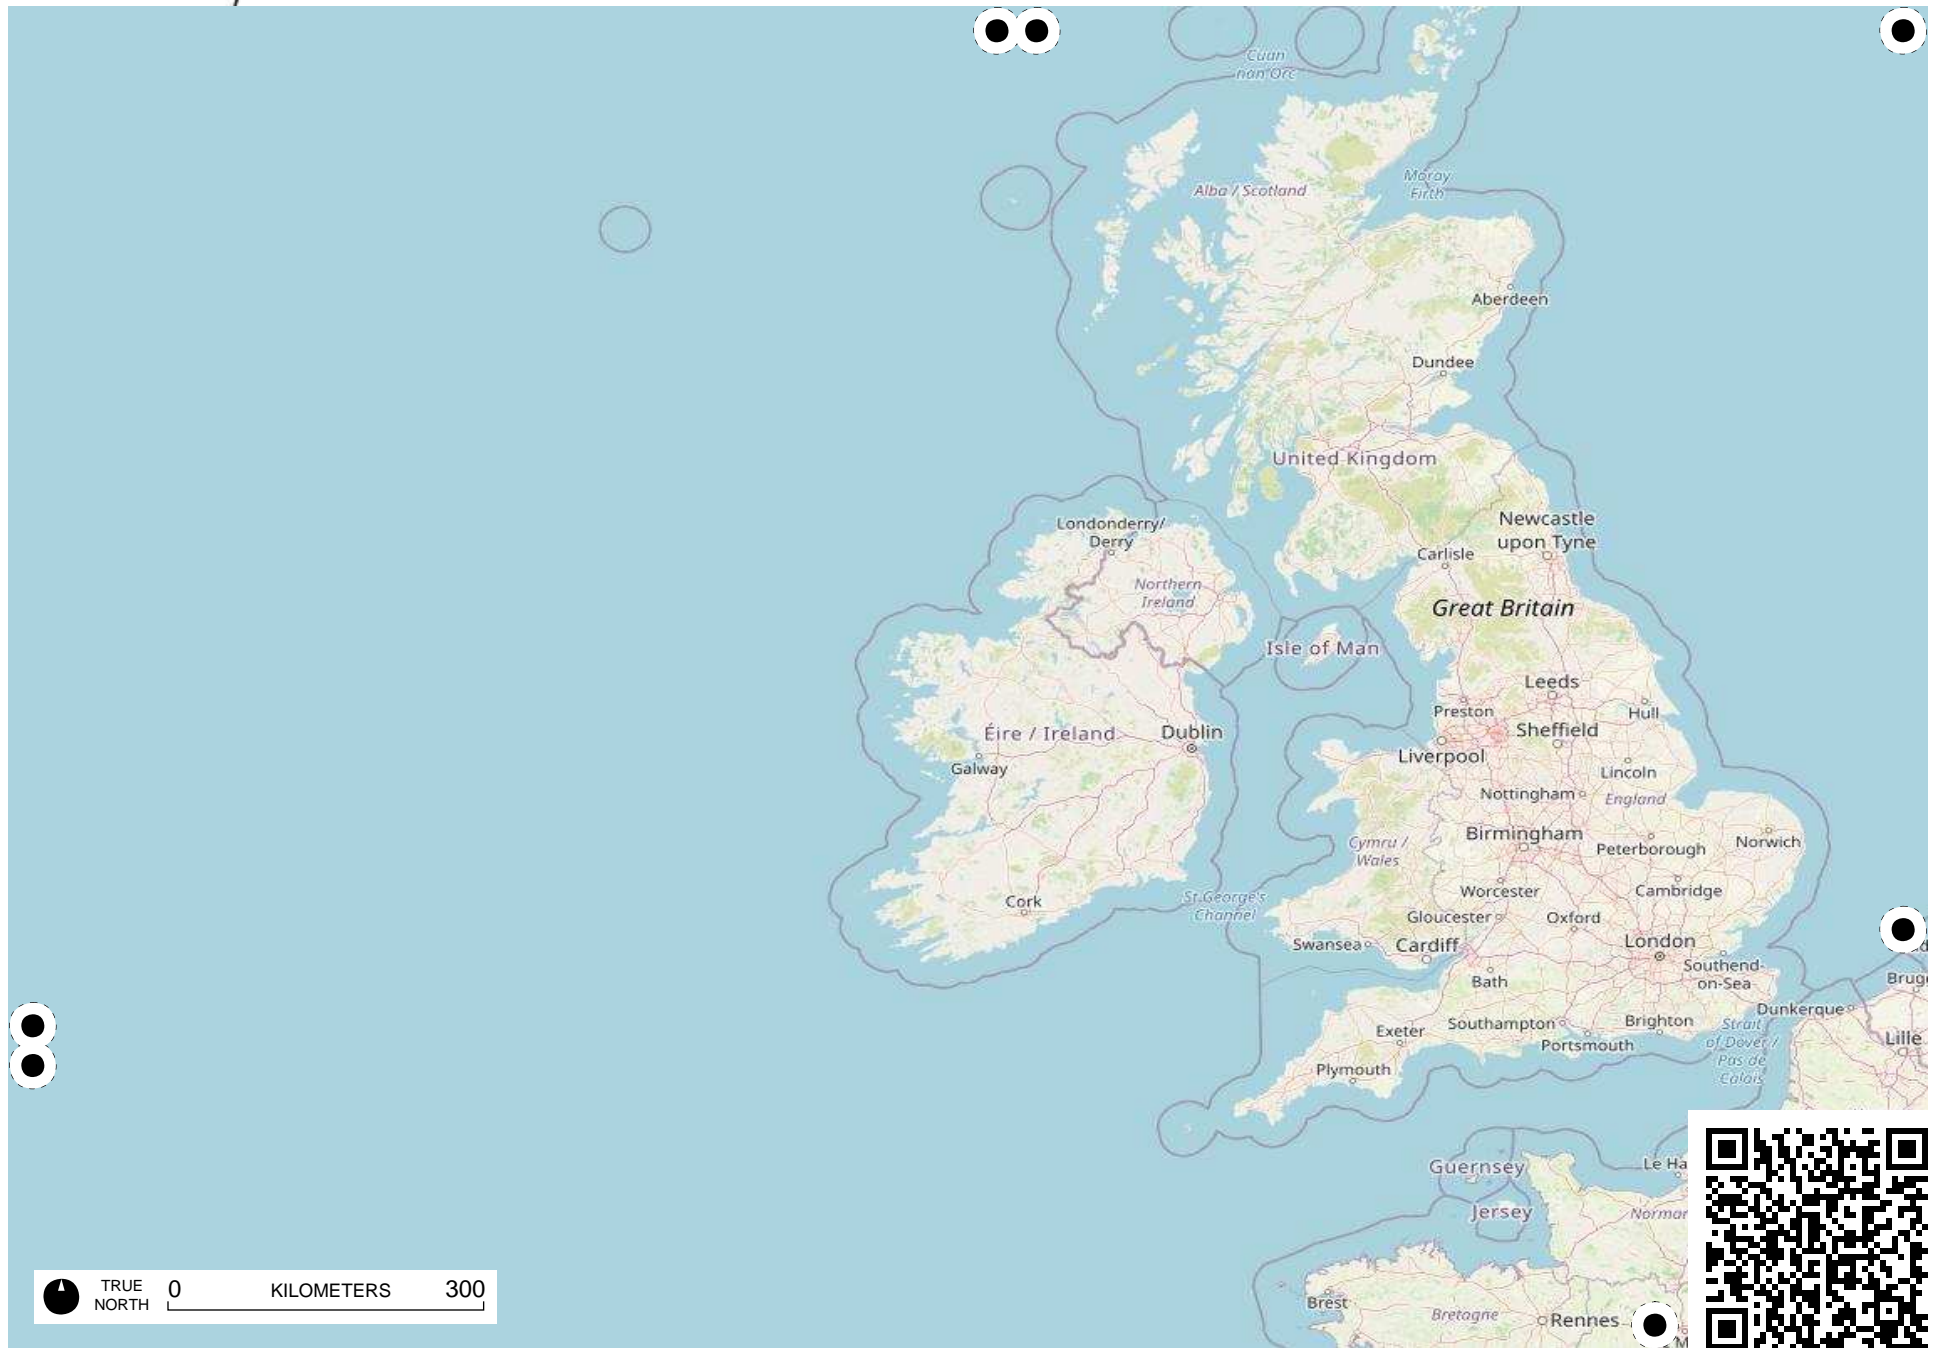 Cuan
nan Orc
Alba / Scotland
Moray
Firth
Aberdeen
Dundee
United Kingdom
Londonderry/
Derry
Newcastle
upon Tyne
Carlisle
Northern
Ireland
Great Britain
Isle of Man
Leeds
Preston
Hull
Éire / Ireland
Dublin
Sheffield
Liverpool
Galway
Lincoln
Nottingham
England
Birmingham
Cymru /
Wales
Norwich
Peterborough
Worcester
Cambridge
St George's
Channel
Cork
Gloucester
Oxford
Swansea
Cardiff
London
Southend-
on-Sea
Bath
Brug
Dunkerque
Exeter
Southampton
Brighton
Strait
of Dover /
Pas de
Calais
Portsmouth
Lille
Plymouth
Guernsey
Le Ha
Jersey
Norman
Brest
Bretagne
Rennes
TRUE
NORTH
0 KILOMETERS 300